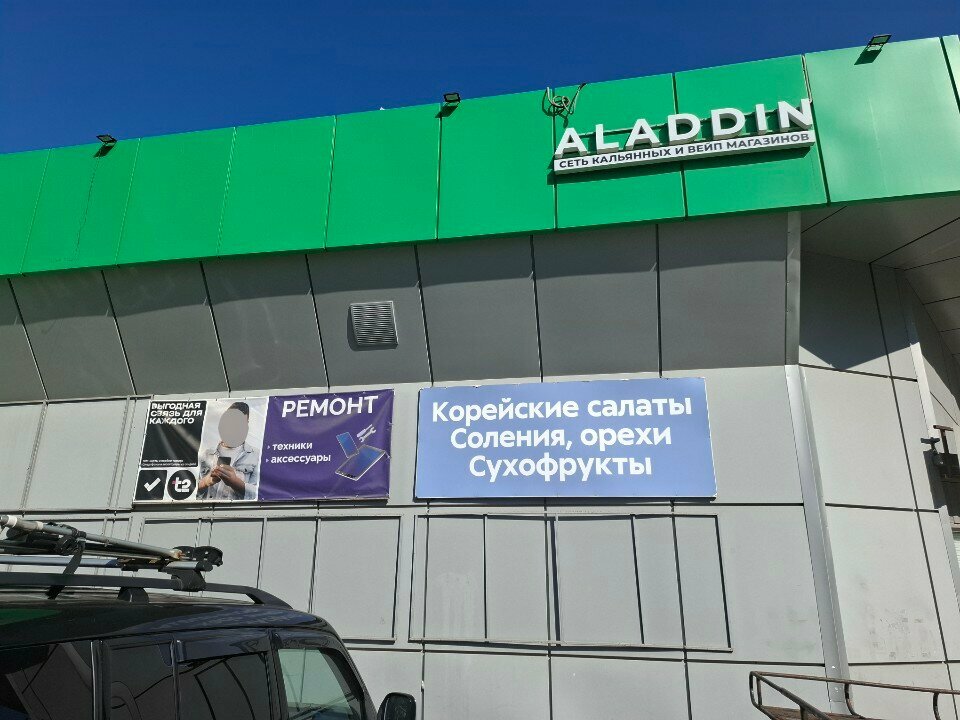 ALADDIN
СЕТЬ КАЛЬЯННЫХ И ВЕЙП МАГАЗИНОВ
ВЫГОДНАЯ
СВЯЗЬ ДЛЯ
КАЖДОГО
t2
РЕМОНТ
• техники
• аксессуары
Корейские салаты
Соления, орехи
Сухофрукты